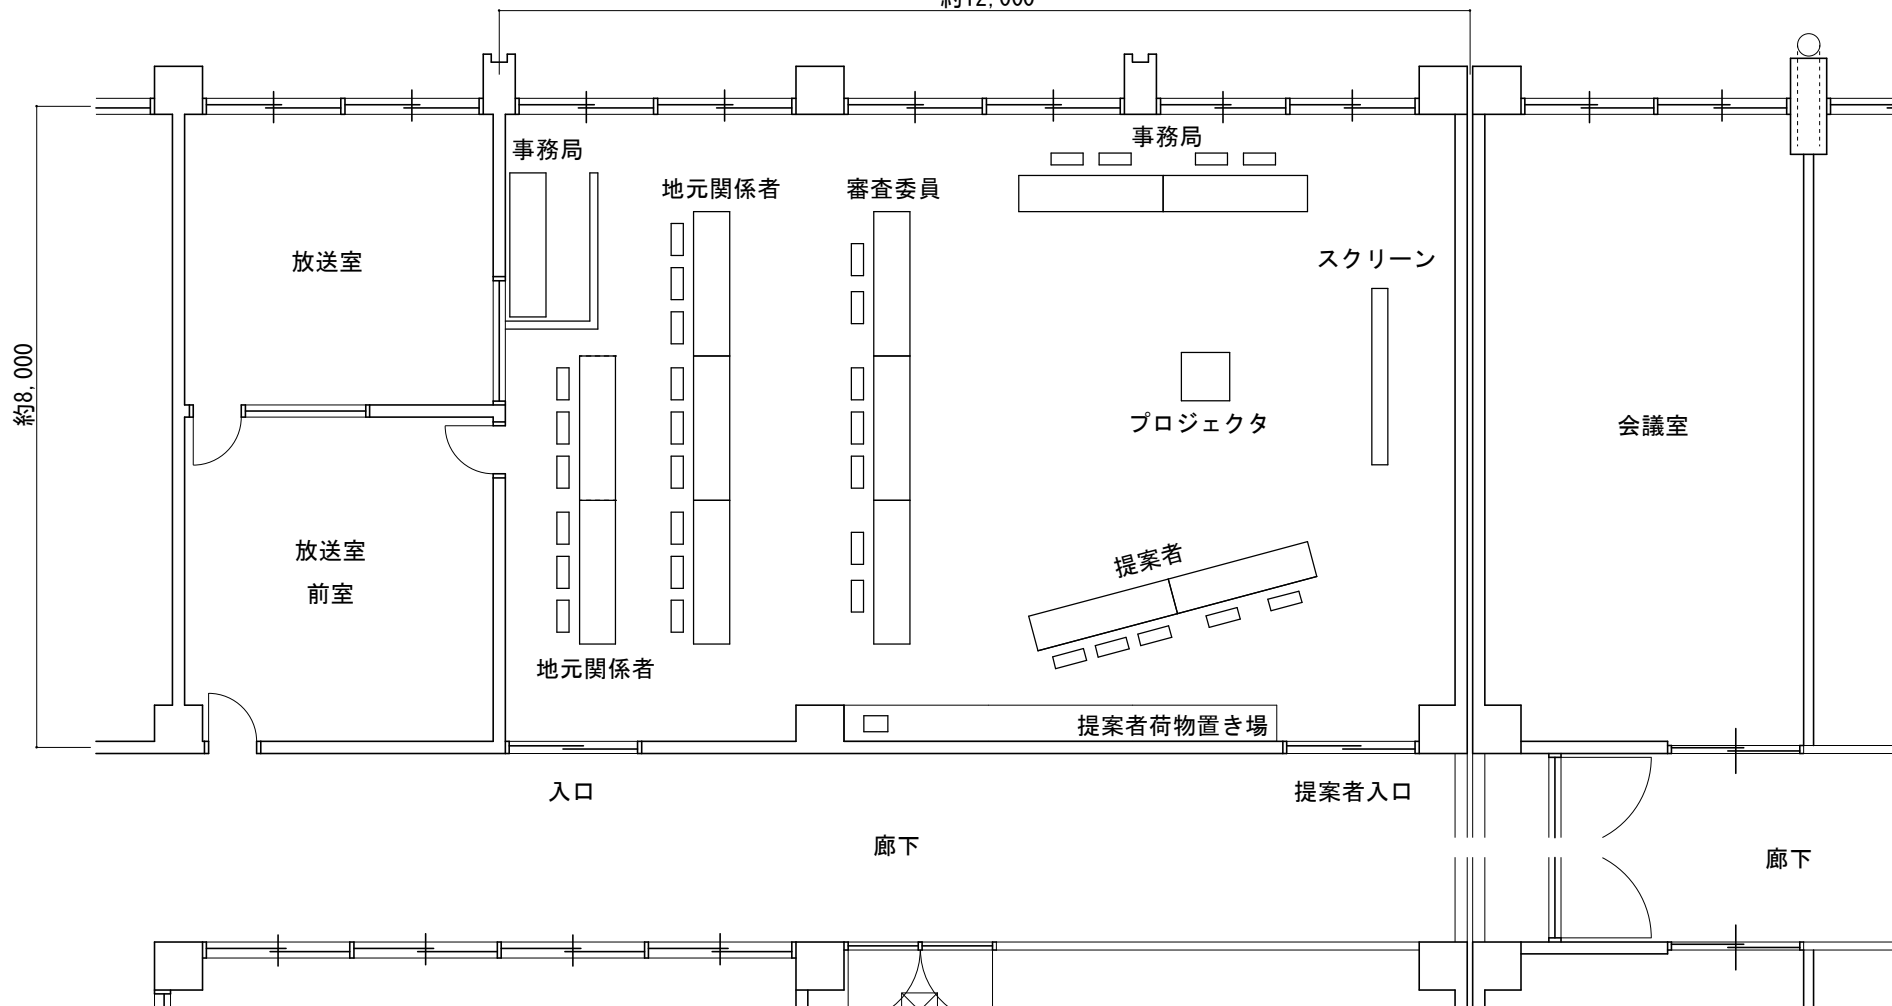 約12,000
事務局
事務局
地元関係者
審査委員
スクリーン
放送室
約8,000
プロジェクタ
会議室
放送室
前室
提案者
地元関係者
提案者荷物置き場
入口
提案者入口
廊下
廊下